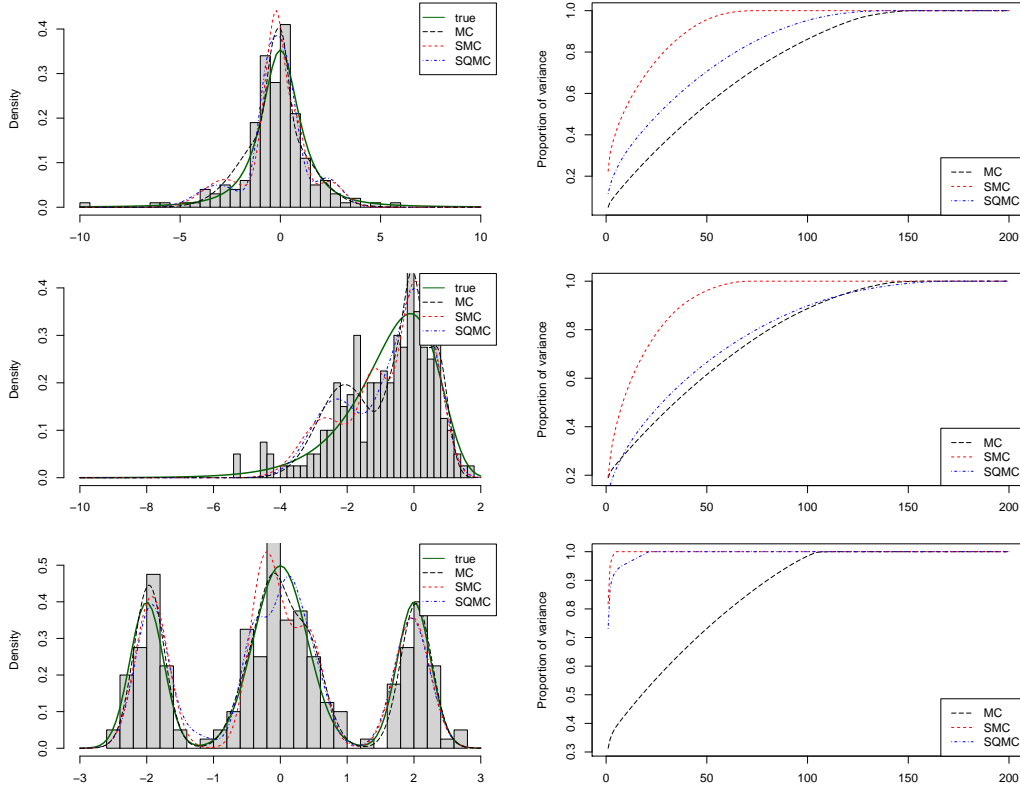 true
MC
SMC
SQMC
Density
0.0 0.1 0.2 0.3 0.4
−10 −5 0 5 10
Proportion of variance
0.2 0.4 0.6 0.8 1.0
MC
SMC
SQMC
0 50 100 150 200
true
MC
SMC
SQMC
Density
0.0 0.1 0.2 0.3 0.4
−10 −8 −6 −4 −2 0 2
Proportion of variance
0.2 0.4 0.6 0.8 1.0
MC
SMC
SQMC
0 50 100 150 200
true
MC
SMC
SQMC
Density
0.0 0.1 0.2 0.3 0.4 0.5
−3 −2 −1 0 1 2 3
Proportion of variance
0.3 0.4 0.5 0.6 0.7 0.8 0.9 1.0
MC
SMC
SQMC
0 50 100 150 200